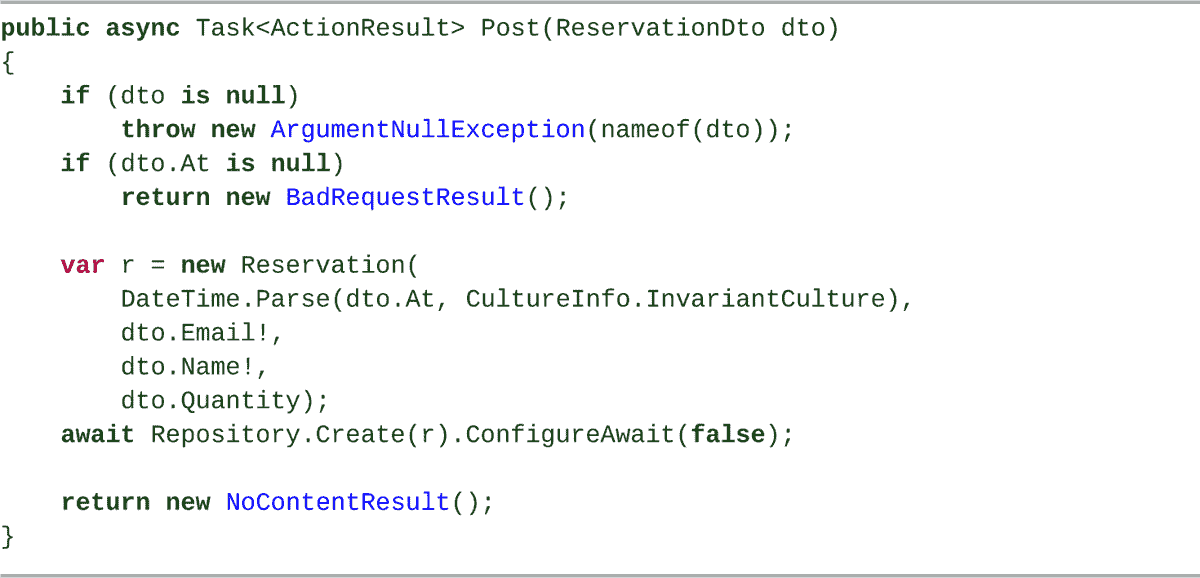 public async Task<ActionResult> Post(ReservationDto dto)
{
    if (dto is null)
        throw new ArgumentNullException(nameof(dto));
    if (dto.At is null)
        return new BadRequestResult();

    var r = new Reservation(
        DateTime.Parse(dto.At, CultureInfo.InvariantCulture),
        dto.Email!,
        dto.Name!,
        dto.Quantity);
    await Repository.Create(r).ConfigureAwait(false);

    return new NoContentResult();
}